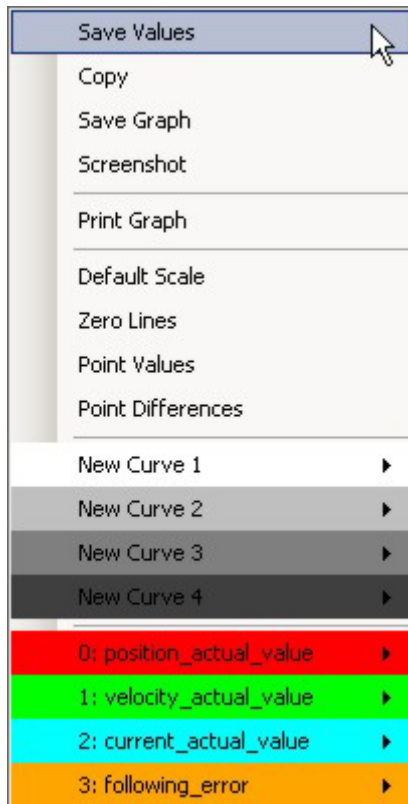 Save Values
Copy
Save Graph
Screenshot
Print Graph
Default Scale
Zero Lines
Point Values
Point Differences
New Curve 1
New Curve 2
New Curve 3
New Curve 4
0: position_actual_value
1: velocity_actual_value
2: current_actual_value
3: following_error